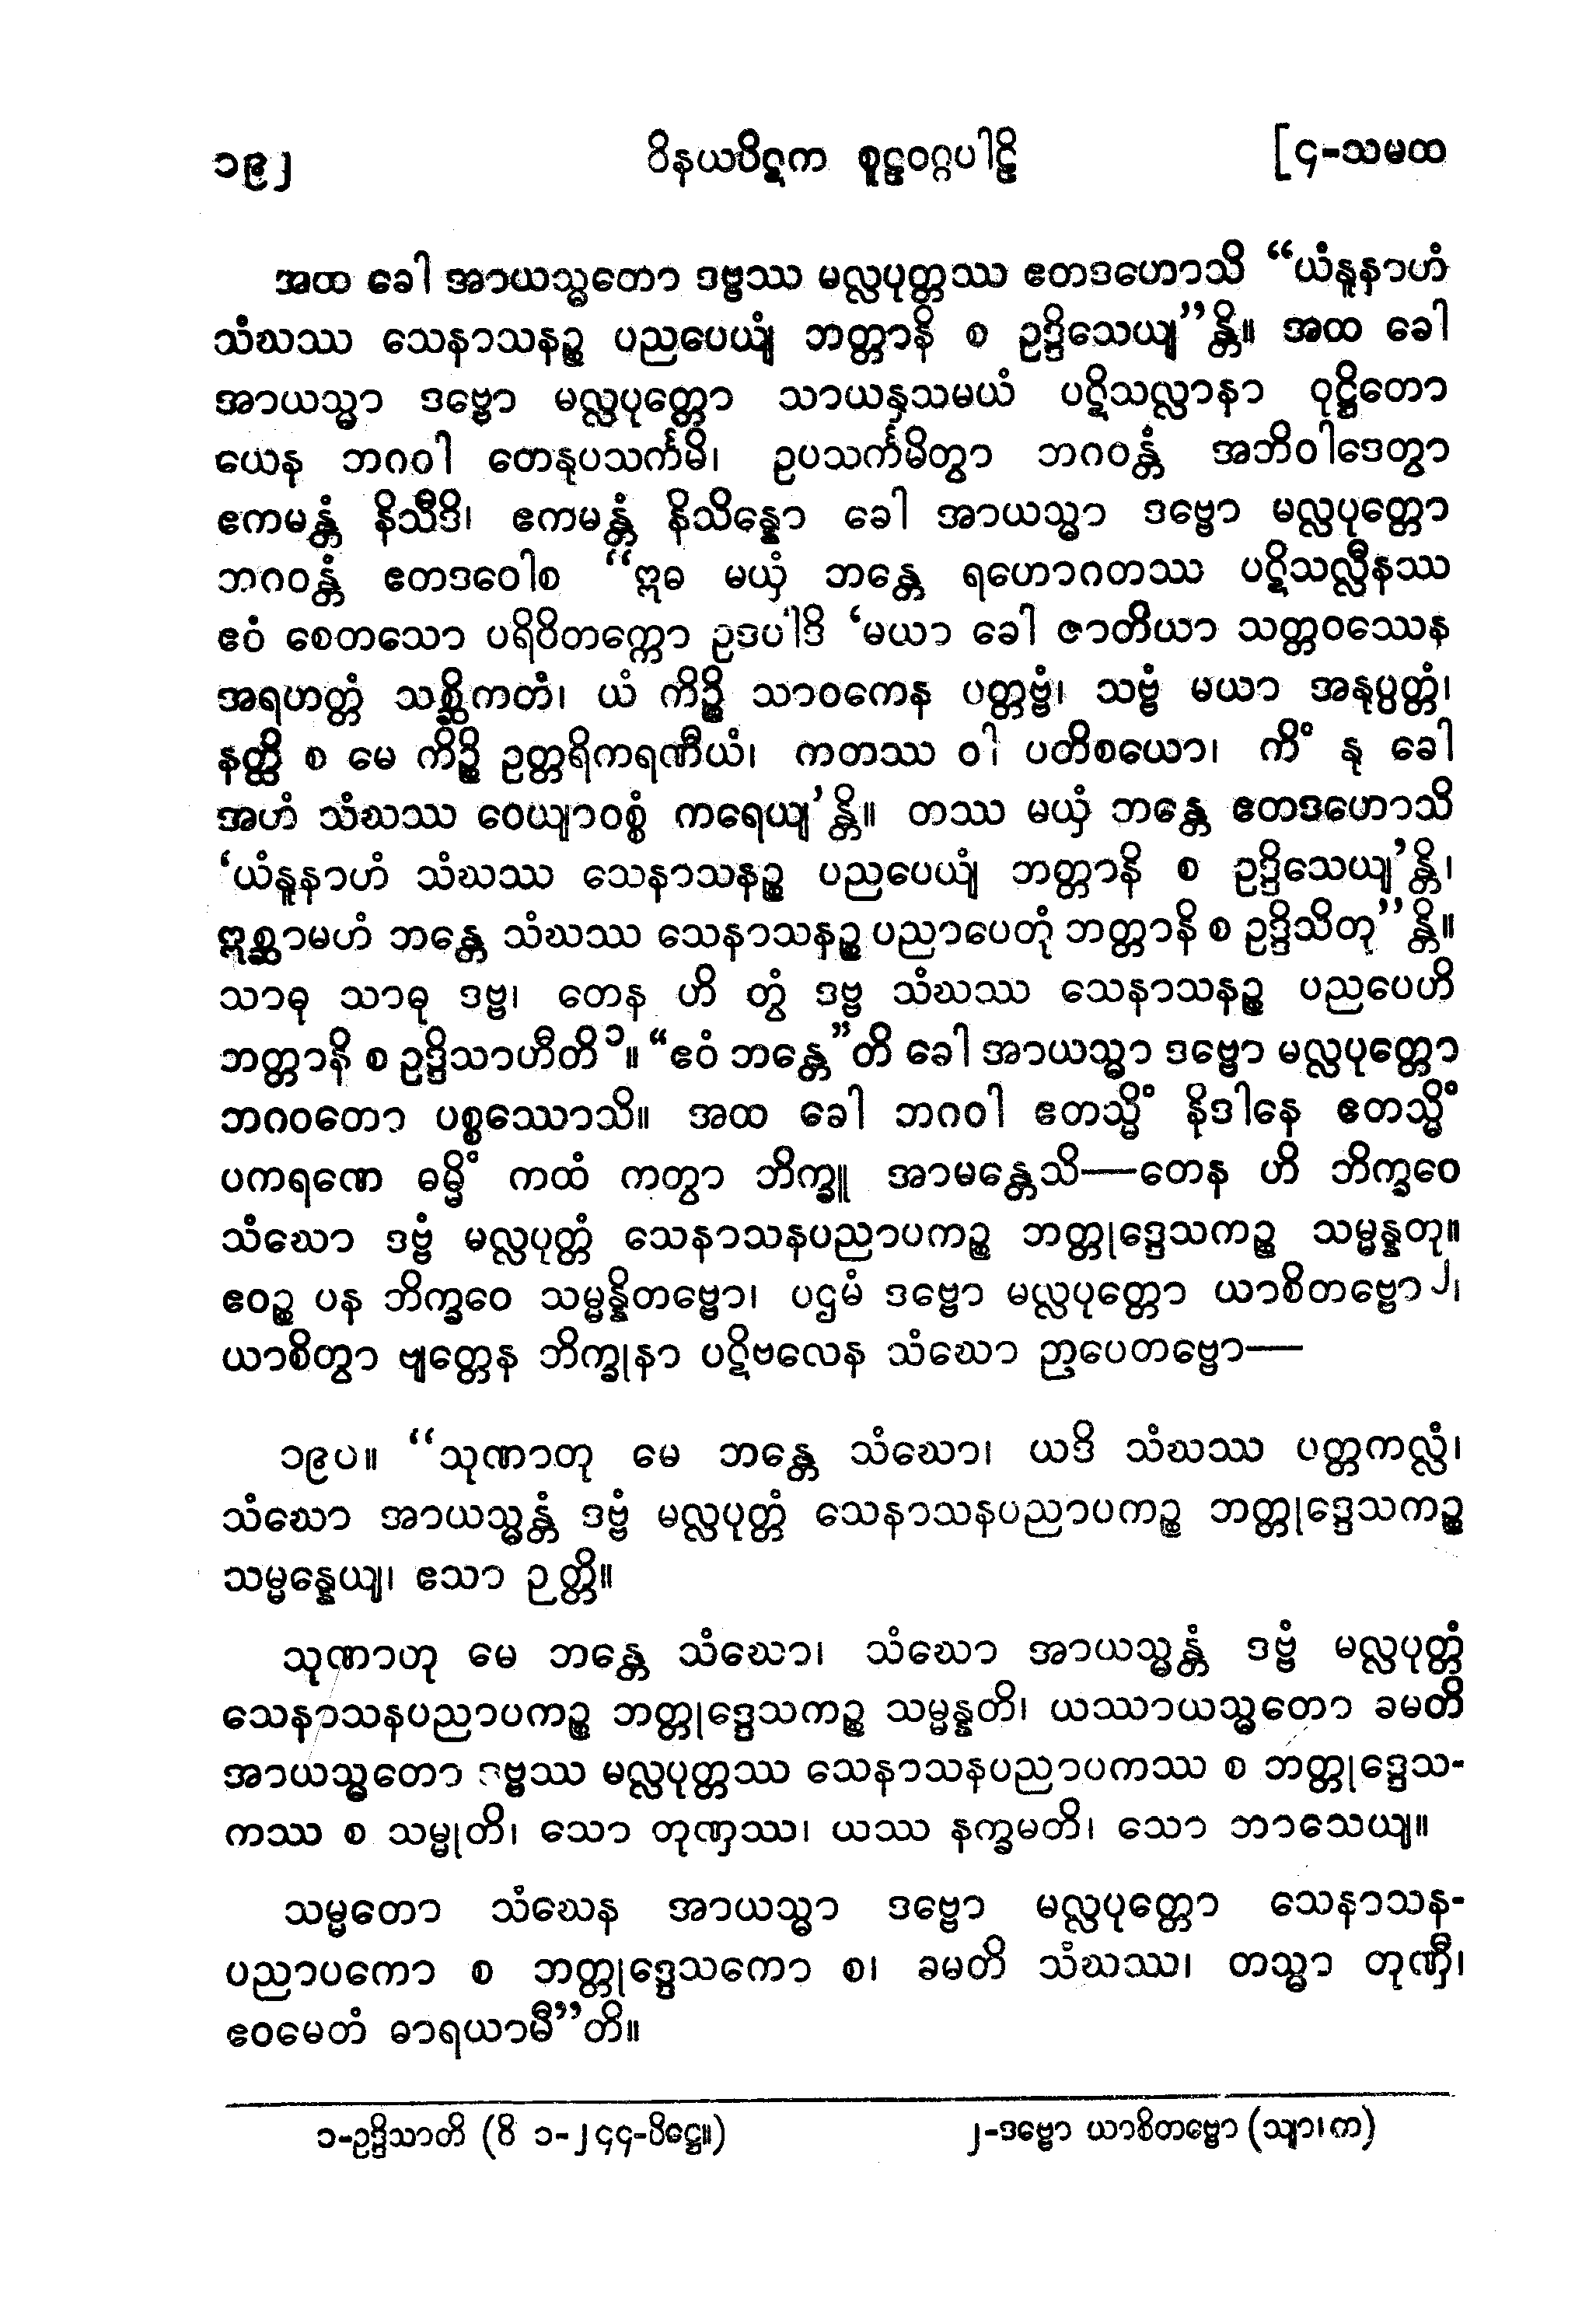 ၁၉၂ ဝိနယပိဋက စူဠဝဂ္ဂပါဠိ [၄-သမထ
အထ ခေါ အာယသ္မတော ဒဗ္ဗဿ မလ္လပုတ္တဿ ဧတဒဟောသိ “ယံနူနာဟံ
သံဃဿ သေနာသနဉ္စ ပညပေယျံ ဘတ္တာနိ စ ဥဒ္ဒိသေယျ”န္တိ။ အထ ခေါ
အာယသ္မာ ဒဗ္ဗော မလ္လပုတ္တော သာယနှသမယံ ပဋိသလ္လာနာ ဝုဋ္ဌိတော
ယေန ဘဂဝါ တေနုပသင်္ကမိ၊ ဥပသင်္ကမိတွာ ဘဂဝန္တံ အဘိဝါဒေတွာ
ဧကမန္တံ နိသီဒိ၊ ဧကမန္တံ နိသိန္နော ခေါ အာယသ္မာ ဒဗ္ဗော မလ္လပုတ္တော
ဘဂဝန္တံ ဧတဒဝေါစ “ဣဓ မယှံ ဘန္တေ ရဟောဂတဿ ပဋိသလ္လီနဿ
ဧဝံ စေတသော ပရိဝိတက္ကော ဥဒပါဒိ ‘မယာ ခေါ ဇာတိယာ သတ္တဝဿေန
အရဟတ္တံ သစ္ဆိကတံ၊ ယံ ကိဉ္စိ သာဝကေန ပတ္တဗ္ဗံ၊ သဗ္ဗံ မယာ အနုပ္ပတ္တံ၊
နတ္ထိ စ မေ ကိဉ္စိ ဥတ္တရိကရဏီယံ၊ ကတဿ ဝါ ပတိစယော၊ ကိံ နု ခေါ
အဟံ သံဃဿ ဝေယျာဝစ္စံ ကရေယျ’န္တိ။ တဿ မယှံ ဘန္တေ ဧတဒဟောသိ
‘ယံနူနာဟံ သံဃဿ သေနာသနဉ္စ ပညပေယျံ ဘတ္တာနိ စ ဥဒ္ဒိသေယျ’န္တိ၊
ဣစ္ဆာမဟံ ဘန္တေ သံဃဿ သေနာသနဉ္စ ပညာပေတုံ ဘတ္တာနိ စ ဥဒ္ဒိသိတု”န္တိ။
သာဓု သာဓု ဒဗ္ဗ၊ တေန ဟိ တွံ ဒဗ္ဗ သံဃဿ သေနာသနဉ္စ ပညပေဟိ
ဘတ္တာနိ စ ဥဒ္ဒိသာဟီတိ၁။ “ဧဝံ ဘန္တေ”တိ ခေါ အာယသ္မာ ဒဗ္ဗော မလ္လပုတ္တော
ဘဂဝတော ပစ္စဿောသိ။ အထ ခေါ ဘဂဝါ ဧတသ္မိံ နိဒါနေ ဧတသ္မိံ
ပကရဏေ ဓမ္မိံ ကထံ ကတွာ ဘိက္ခူ အာမန္တေသိ—တေန ဟိ ဘိက္ခဝေ
သံဃော ဒဗ္ဗံ မလ္လပုတ္တံ သေနာသနပညာပကဉ္စ ဘတ္တုဒ္ဒေသကဉ္စ သမ္မန္နတု။
ဧဝဉ္စ ပန ဘိက္ခဝေ သမ္မန္နိတဗ္ဗော၊ ပဌမံ ဒဗ္ဗော မလ္လပုတ္တော ယာစိတဗ္ဗော၂၊
ယာစိတွာ ဗျတ္တေန ဘိက္ခုနာ ပဋိဗလေန သံဃော ဉာပေတဗ္ဗော—
၁၉ပ။ “သုဏာတု မေ ဘန္တေ သံဃော၊ ယဒိ သံဃဿ ပတ္တကလ္လံ၊
သံဃော အာယသ္မန္တံ ဒဗ္ဗံ မလ္လပုတ္တံ သေနာသနပညာပကဉ္စ ဘတ္တုဒ္ဒေသကဉ္စ
သမ္မန္နေယျ၊ ဧသာ ဉတ္တိ။
သုဏာတု မေ ဘန္တေ သံဃော၊ သံဃော အာယသ္မန္တံ ဒဗ္ဗံ မလ္လပုတ္တံ
သေနာသနပညာပကဉ္စ ဘတ္တုဒ္ဒေသကဉ္စ သမ္မန္နတိ၊ ယဿာယသ္မတော ခမတိ
အာယသ္မတော ဒဗ္ဗဿ မလ္လပုတ္တဿ သေနာသနပညာပကဿ စ ဘတ္တုဒ္ဒေသ-
ကဿ စ သမ္မုတိ၊ သော တုဏှဿ၊ ယဿ နက္ခမတိ၊ သော ဘာသေယျ။
သမ္မတော သံဃေန အာယသ္မာ ဒဗ္ဗော မလ္လပုတ္တော သေနာသန-
ပညာပကော စ ဘတ္တုဒ္ဒေသကော စ၊ ခမတိ သံဃဿ၊ တသ္မာ တုဏှီ၊
ဧဝမေတံ ဓာရယာမီ”တိ။
၁-ဥဒ္ဒိသာတိ (ဝိ ၁-၂၄၄-ပိဋ္ဌေ။) ၂-ဒဗ္ဗော ယာစိတဗ္ဗော (သျာ၊က)